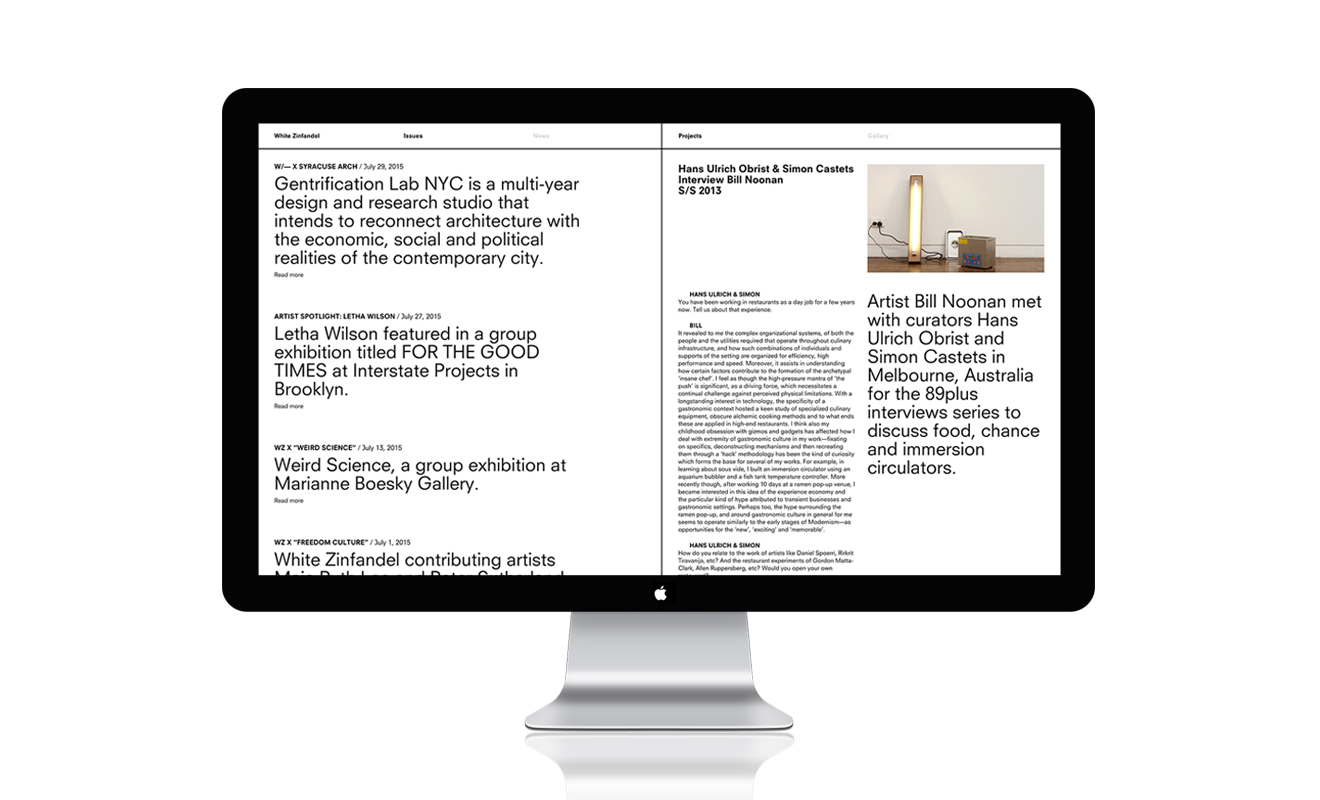 White Zinfandel
Issues
News
Projects
Gallery
W/— X SYRACUSE ARCH / July 29, 2015
Gentrification Lab NYC is a multi-year
design and research studio that
intends to reconnect architecture with
the economic, social and political
realities of the contemporary city.
Read more
ARTIST SPOTLIGHT: LETHA WILSON / July 27, 2015
Letha Wilson featured in a group
exhibition titled FOR THE GOOD
TIMES at Interstate Projects in
Brooklyn.
Read more
WZ X “WEIRD SCIENCE” / July 13, 2015
Weird Science, a group exhibition at
Marianne Boesky Gallery.
Read more
WZ X “FREEDOM CULTURE” / July 1, 2015
White Zinfandel contributing artists
Hans Ulrich Obrist & Simon Castets
Interview Bill Noonan
S/S 2013
HANS ULRICH & SIMON
You have been working in restaurants as a day job for a few years
now. Tell us about that experience.
BILL
It revealed to me the complex organizational systems, of both the
people and the utilities required that operate throughout culinary
infrastructure, and how such combinations of individuals and
supports of the setting are organized for efficiency, high
performance and speed. Moreover, it assists in understanding
how certain factors contribute to the formation of the archetypal
‘insane chef’. I feel as though the high-pressure mantra of ‘the
push’ is significant, as a driving force, which necessitates a
continual challenge against perceived physical limitations. With a
longstanding interest in technology, the specificity of a
gastronomic context hosted a keen study of specialized culinary
equipment, obscure alchemic cooking methods and to what ends
these are applied in high-end restaurants. I think also my
childhood obsession with gizmos and gadgets has affected how I
deal with extremity of gastronomic culture in my work—fixating
on specifics, deconstructing mechanisms and then recreating
them through a ‘hack’ methodology has been the kind of curiosity
which forms the base for several of my works. For example, in
learning about sous vide, I built an immersion circulator using an
aquarium bubbler and a fish tank temperature controller. More
recently though, after working 10 days at a ramen pop-up venue, I
became interested in this idea of the experience economy and
the particular kind of hype attributed to transient businesses and
gastronomic settings. Perhaps too, the hype surrounding the
ramen pop-up, and around gastronomic culture in general for me
seems to operate similarly to the early stages of Modernism—as
opportunities for the ‘new’, ‘exciting’ and ‘memorable’.
HANS ULRICH & SIMON
How do you relate to the work of artists like Daniel Spoerri, Rirkrit
Tiravanija, etc? And the restaurant experiments of Gordon Matta-
Clark, Allen Ruppersberg, etc? Would you open your own
Artist Bill Noonan met
with curators Hans
Ulrich Obrist and
Simon Castets in
Melbourne, Australia
for the 89plus
interviews series to
discuss food, chance
and immersion
circulators.